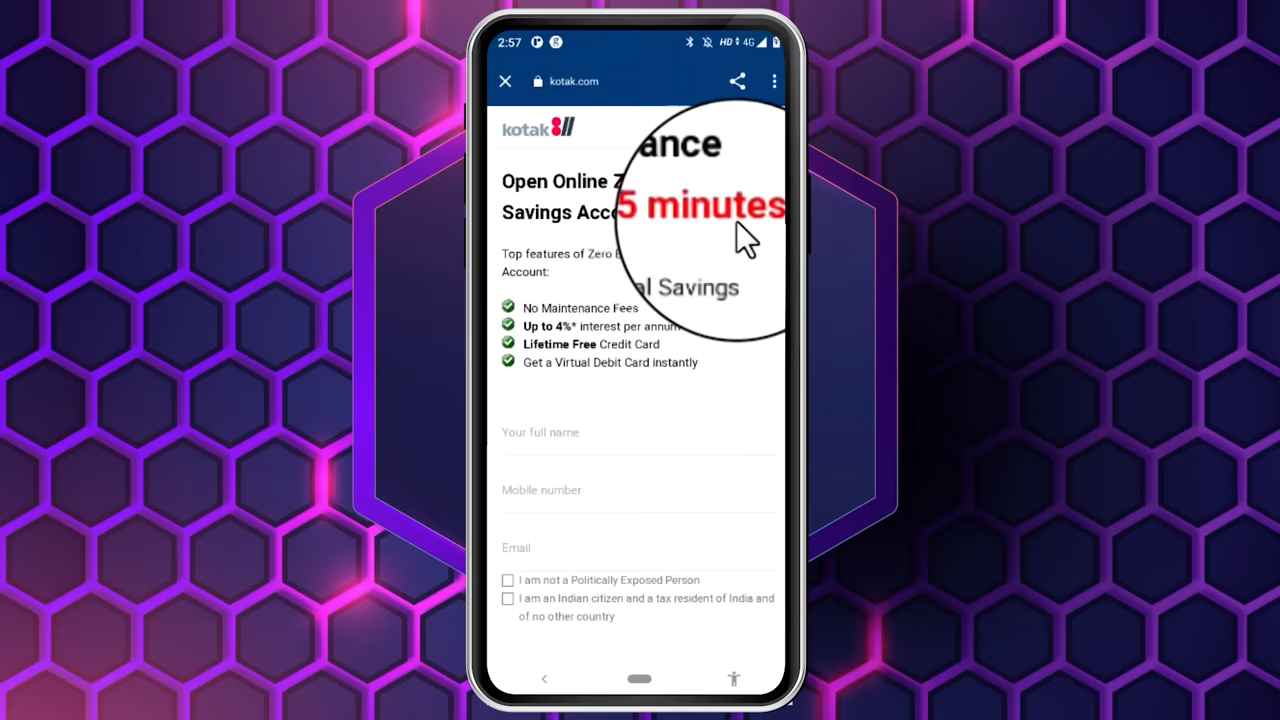 2:57
HD 4G
kotak.com
kotak 811
ance
Open Online Z
5 minutes
Savings Acc
Top features of Zero
al Savings
Account:
No Maintenance Fees
Up to 4%* interest per annum
Lifetime Free Credit Card
Get a Virtual Debit Card instantly
Your full name
Mobile number
Email
I am not a Politically Exposed Person
I am an Indian citizen and a tax resident of India and
of no other country